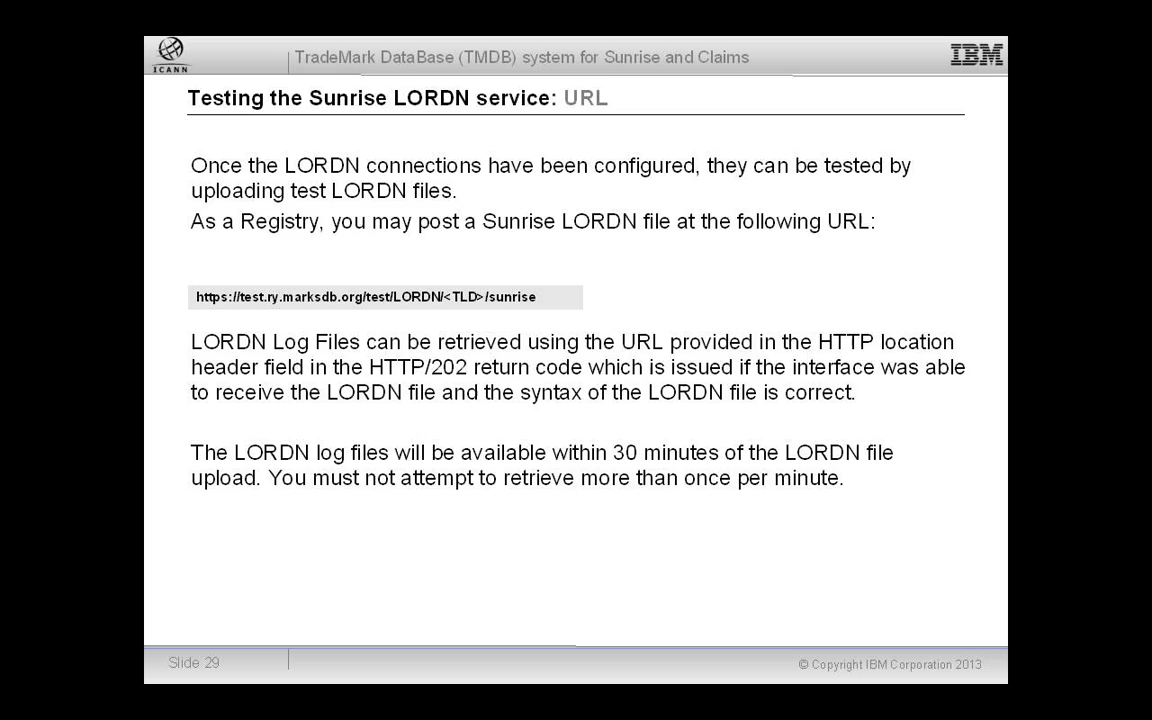 ICANN
TradeMark DataBase (TMDB) system for Sunrise and Claims
IBM
Testing the Sunrise LORDN service: URL
Once the LORDN connections have been configured, they can be tested by
uploading test LORDN files.
As a Registry, you may post a Sunrise LORDN file at the following URL:
https://test.ry.marksdb.org/test/LORDN/<TLD>/sunrise
LORDN Log Files can be retrieved using the URL provided in the HTTP location
header field in the HTTP/202 return code which is issued if the interface was able
to receive the LORDN file and the syntax of the LORDN file is correct.
The LORDN log files will be available within 30 minutes of the LORDN file
upload. You must not attempt to retrieve more than once per minute.
Slide 29
© Copyright IBM Corporation 2013